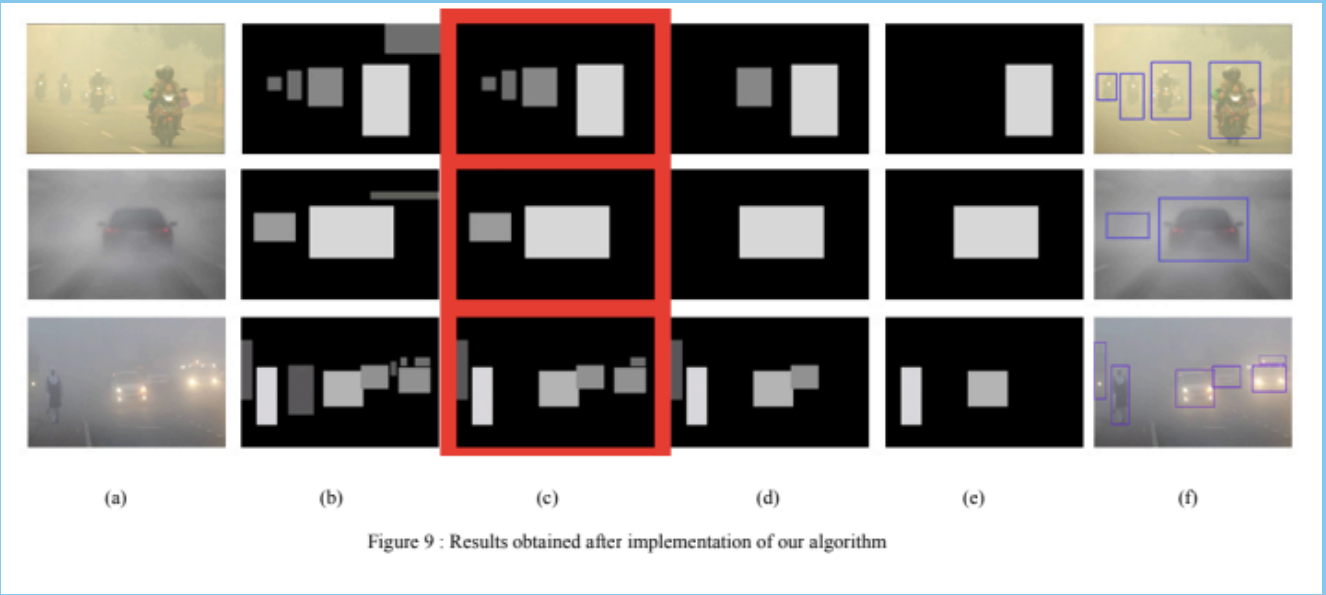 (a)
(b)
(c)
(d)
(e)
(f)
Figure 9 : Results obtained after implementation of our algorithm